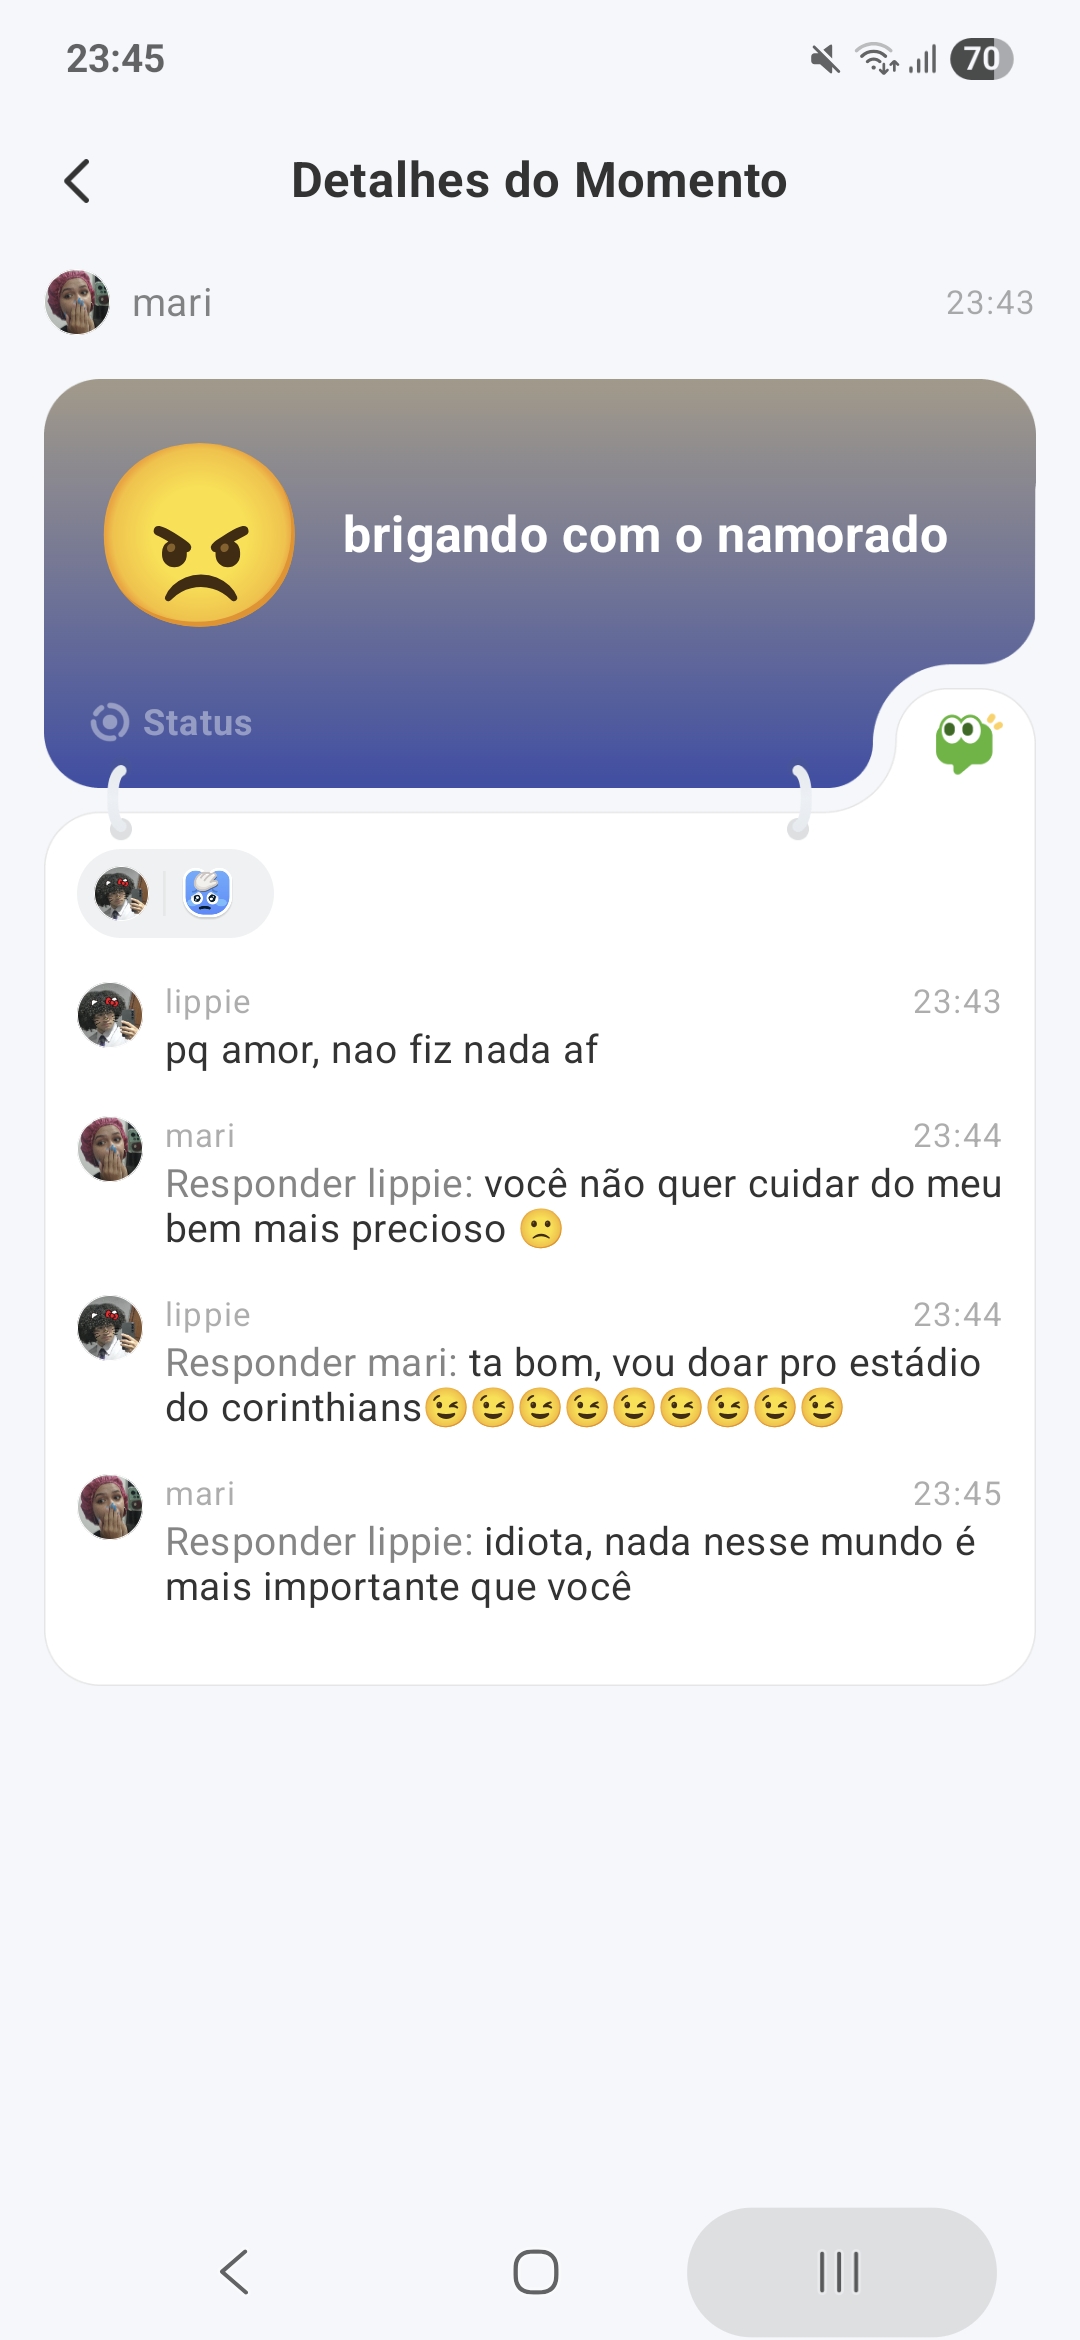 23:45
70
Detalhes do Momento
mari
23:43
brigando com o namorado
Status
lippie
23:43
pq amor, nao fiz nada af
mari
23:44
Responder lippie: você não quer cuidar do meu
bem mais precioso 🙁
lippie
23:44
Responder mari: ta bom, vou doar pro estádio
do corinthians😉😉😉😉😉😉😉😉😉
mari
23:45
Responder lippie: idiota, nada nesse mundo é
mais importante que você